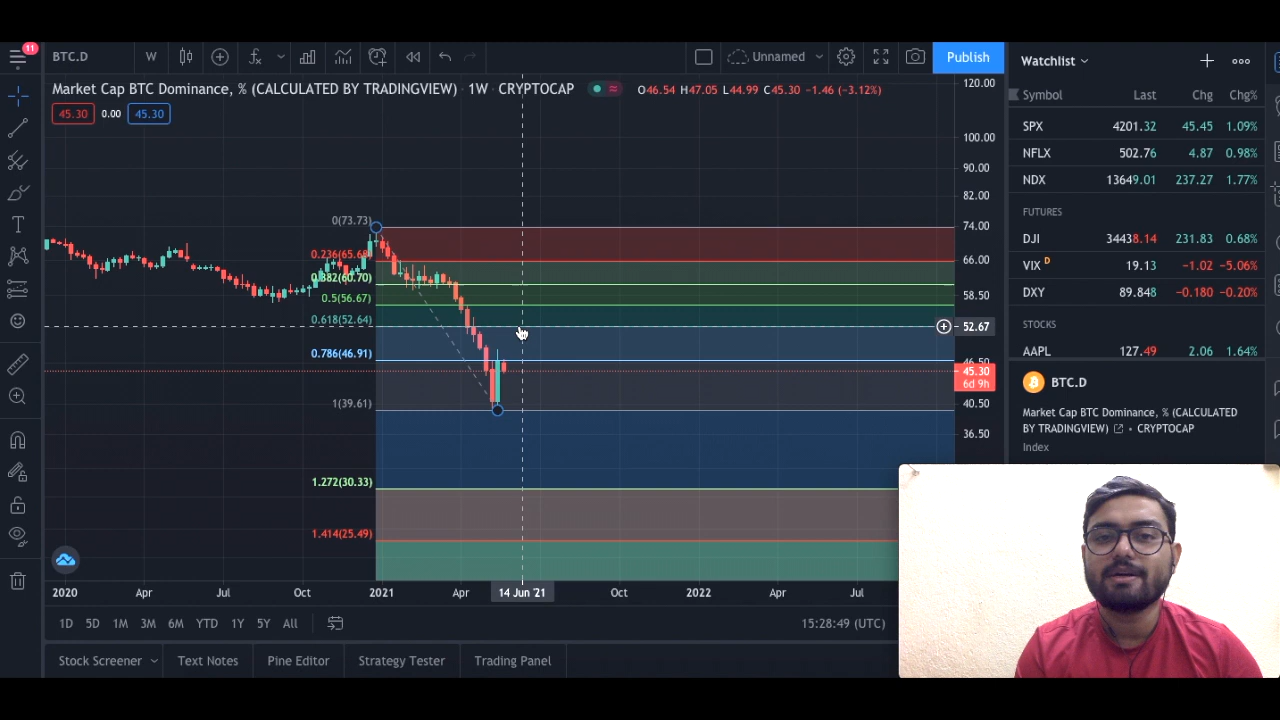 11
BTC.D W Unnamed Publish
Market Cap BTC Dominance, % (CALCULATED BY TRADINGVIEW) · 1W · CRYPTOCAP O46.54 H47.05 L44.99 C45.30 −1.46 (−3.12%)
45.30 0.00 45.30
120.00
100.00
90.00
82.00
74.00
66.00
58.50
52.67
46.50
45.30
6d 9h
40.50
36.50
0(73.73)
0.382(60.70)
0.5(56.67)
0.618(52.64)
0.786(46.91)
1(39.61)
1.272(30.33)
1.414(25.49)
2020 Apr Jul Oct 2021 Apr 14 Jun '21 Oct 2022 Apr Jul
1D 5D 1M 3M 6M YTD 1Y 5Y All 15:28:49 (UTC)
Stock Screener Text Notes Pine Editor Strategy Tester Trading Panel
Watchlist
Symbol Last Chg Chg%
SPX 4201.32 45.45 1.09%
NFLX 502.76 4.87 0.98%
NDX 13649.01 237.27 1.77%
FUTURES
DJI 34438.14 231.83 0.68%
VIX D 19.13 −1.02 −5.06%
DXY 89.848 −0.180 −0.20%
STOCKS
AAPL 127.49 2.06 1.64%
BTC.D
Market Cap BTC Dominance, % (CALCULATED
BY TRADINGVIEW) • CRYPTOCAP
Index